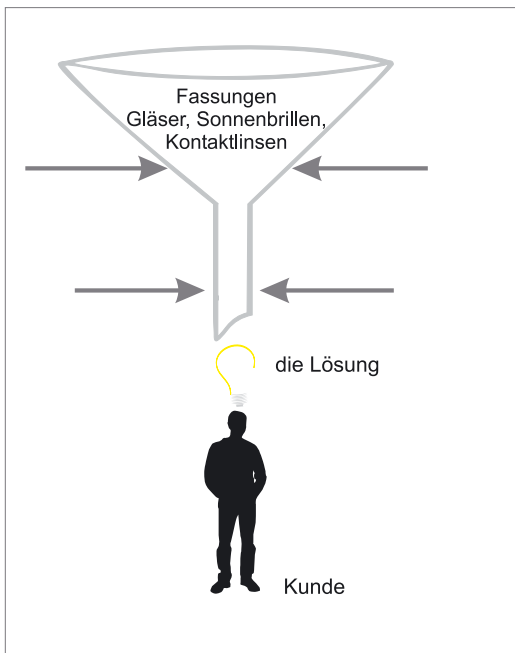 Fassungen
Gläser, Sonnenbrillen,
Kontaktlinsen
die Lösung
Kunde